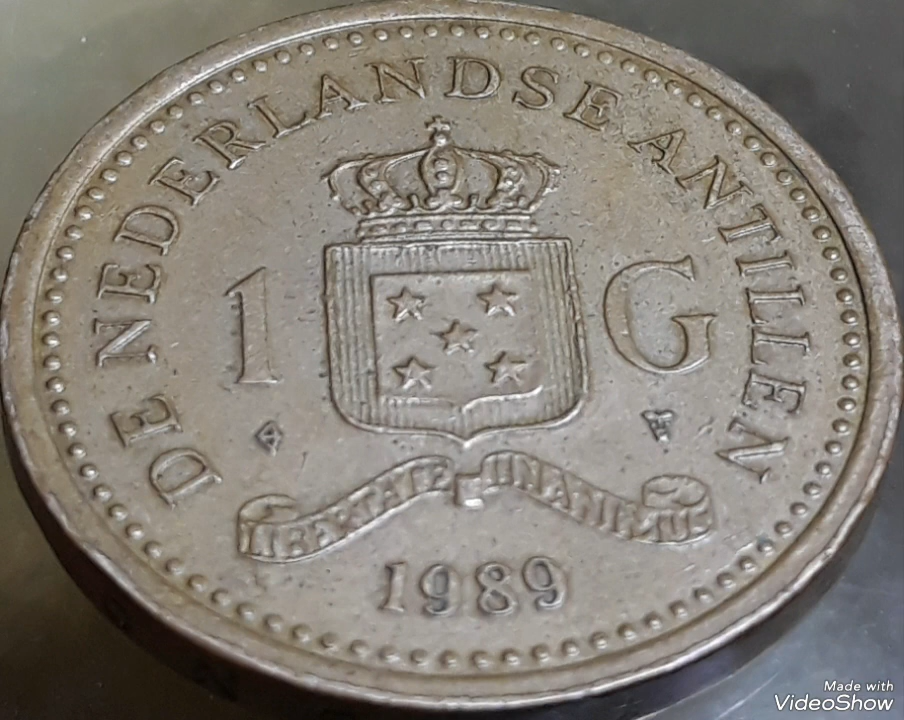 DE NEDERLANDSE ANTILLEN
1 G
LIBERTATE UNANIMUS
1989
Made with
VideoShow